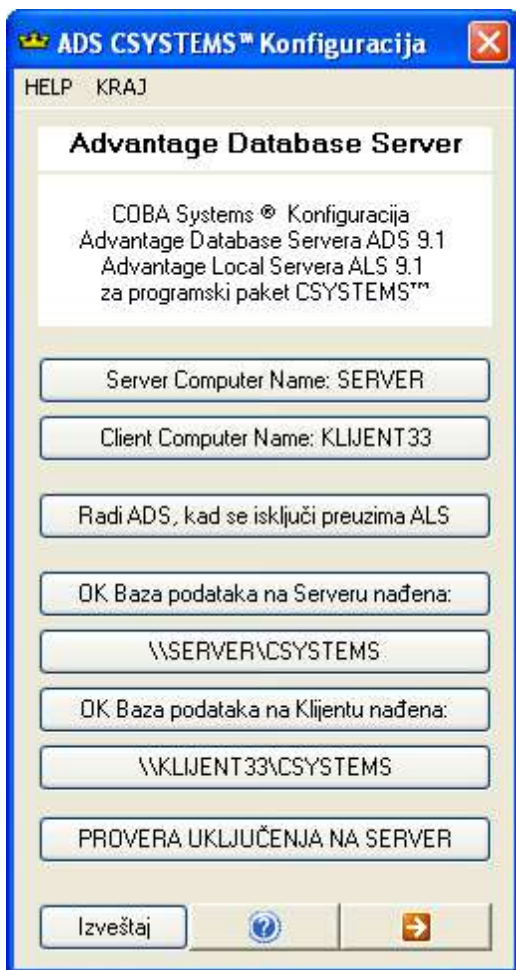 ADS CSYSTEMS™ Konfiguracija
HELP KRAJ
Advantage Database Server
COBA Systems ® Konfiguracija
Advantage Database Servera ADS 9.1
Advantage Local Servera ALS 9.1
za programski paket CSYSTEMS™
Server Computer Name: SERVER
Client Computer Name: KLIJENT33
Radi ADS, kad se isključi preuzima ALS
OK Baza podataka na Serveru nađena:
\\SERVER\CSYSTEMS
OK Baza podataka na Klijentu nađena:
\\KLIJENT33\CSYSTEMS
PROVERA UKLJUČENJA NA SERVER
Izveštaj